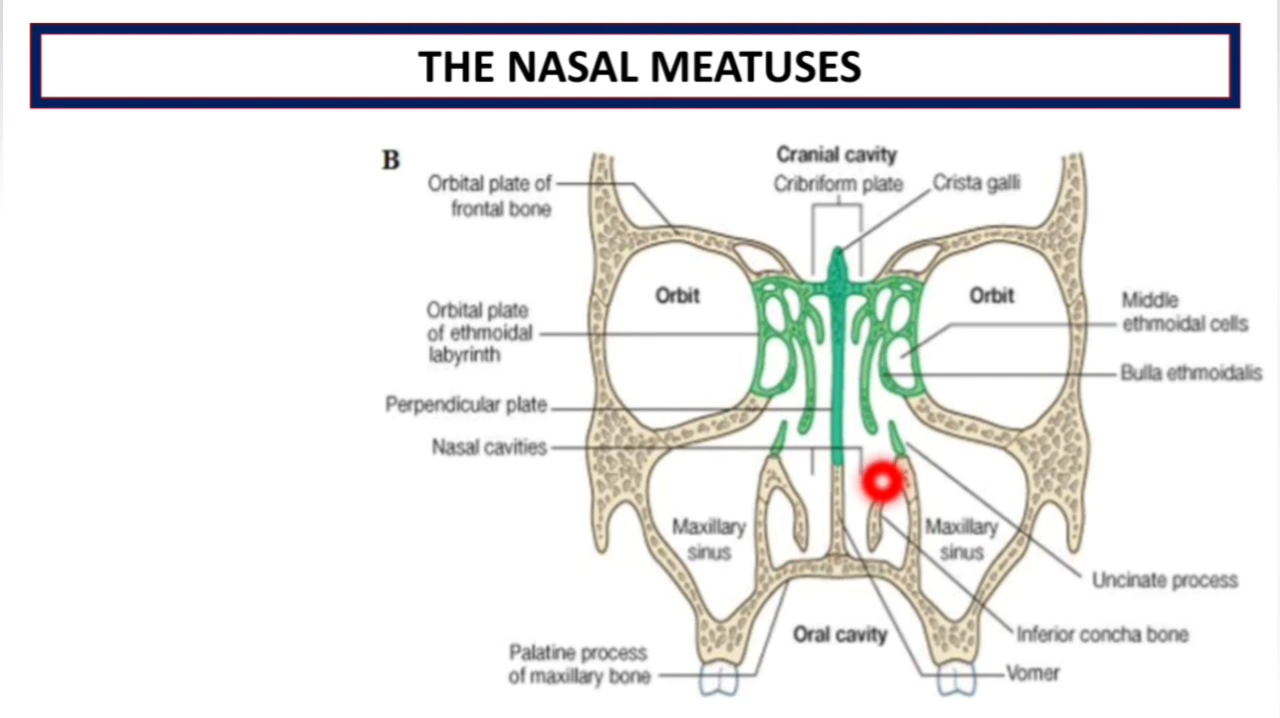 THE NASAL MEATUSES
B
Cranial cavity
Cribriform plate
Crista galli
Orbital plate of
frontal bone
Orbit
Orbit
Orbital plate
of ethmoidal
labyrinth
Middle
ethmoidal cells
Bulla ethmoidalis
Perpendicular plate
Nasal cavities
Maxillary
sinus
Maxillary
sinus
Uncinate process
Inferior concha bone
Oral cavity
Palatine process
of maxillary bone
Vomer